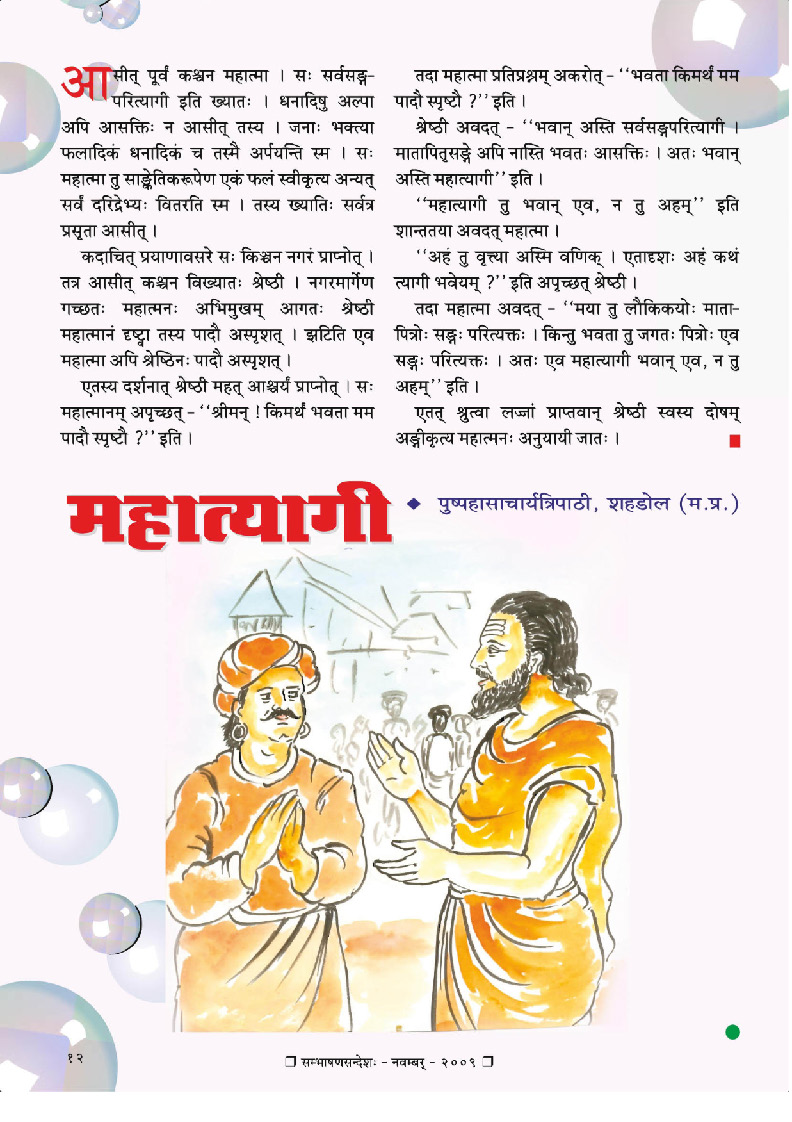 आसीत् पूर्वं कश्चन महात्मा । सः सर्वसङ्ग-
परित्यागी इति ख्यातः । धनादिषु अल्पा
अपि आसक्तिः न आसीत् तस्य । जनाः भक्त्या
फलादिकं धनादिकं च तस्मै अर्पयन्ति स्म । सः
महात्मा तु साङ्केतिकरूपेण एकं फलं स्वीकृत्य अन्यत्
सर्वं दरिद्रेभ्यः वितरति स्म । तस्य ख्यातिः सर्वत्र
प्रसृता आसीत् ।
कदाचित् प्रयाणावसरे सः किञ्चन नगरं प्राप्नोत् ।
तत्र आसीत् कश्चन विख्यातः श्रेष्ठी । नगरमार्गेण
गच्छतः महात्मनः अभिमुखम् आगतः श्रेष्ठी
महात्मानं दृष्ट्वा तस्य पादौ अस्पृशत् । झटिति एव
महात्मा अपि श्रेष्ठिनः पादौ अस्पृशत् ।
एतस्य दर्शनात् श्रेष्ठी महत् आश्चर्यं प्राप्नोत् । सः
महात्मानम् अपृच्छत् – ‘‘श्रीमन् ! किमर्थं भवता मम
पादौ स्पृष्टौ ?’’ इति ।
तदा महात्मा प्रतिप्रश्नम् अकरोत् – ‘‘भवता किमर्थं मम
पादौ स्पृष्टौ ?’’ इति ।
श्रेष्ठी अवदत् – ‘‘भवान् अस्ति सर्वसङ्गपरित्यागी ।
मातापितृसङ्गे अपि नास्ति भवतः आसक्तिः । अतः भवान्
अस्ति महात्यागी’’ इति ।
‘‘महात्यागी तु भवान् एव, न तु अहम्’’ इति
शान्ततया अवदत् महात्मा ।
‘‘अहं तु वृत्त्या अस्मि वणिक् । एतादृशः अहं कथं
त्यागी भवेयम् ?’’ इति अपृच्छत् श्रेष्ठी ।
तदा महात्मा अवदत् – ‘‘मया तु लौकिकयोः माता-
पित्रोः सङ्गः परित्यक्तः । किन्तु भवता तु जगतः पित्रोः एव
सङ्गः परित्यक्तः । अतः एव महात्यागी भवान् एव, न तु
अहम्’’ इति ।
एतत् श्रुत्वा लज्जां प्राप्तवान् श्रेष्ठी स्वस्य दोषम्
अङ्गीकृत्य महात्मनः अनुयायी जातः ।
महात्यागी
◆ पुष्पहासाचार्यत्रिपाठी, शहडोल (म.प्र.)
१२
❐ सम्भाषणसन्देशः – नवम्बर् – २००९ ❐